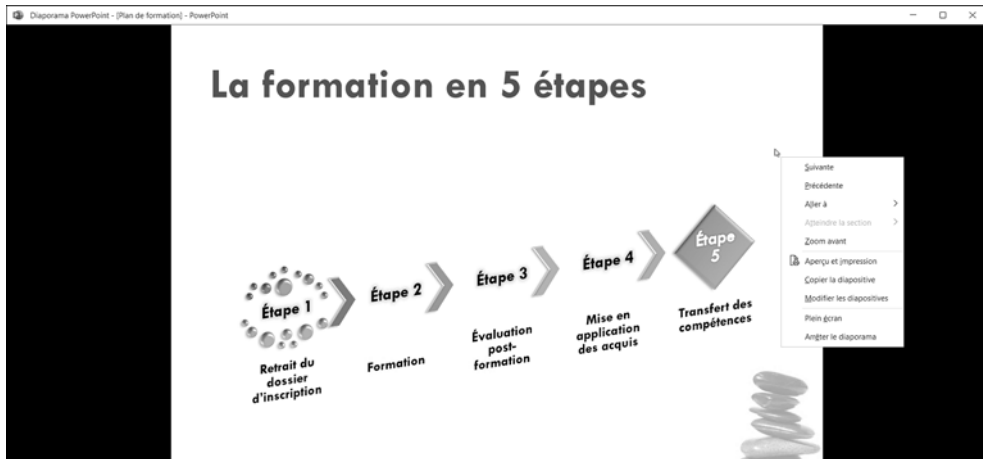 Diaporama PowerPoint - [Plan de formation] - PowerPoint
La formation en 5 étapes
Étape 1
Retrait du
dossier
d'inscription
Étape 2
Formation
Étape 3
Évaluation
post-
formation
Étape 4
Mise en
application
des acquis
Étape
5
Transfert des
compétences
Suivante
Précédente
Aller à
Atteindre la section
Zoom avant
Aperçu et impression
Copier la diapositive
Modifier les diapositives
Plein écran
Arrêter le diaporama